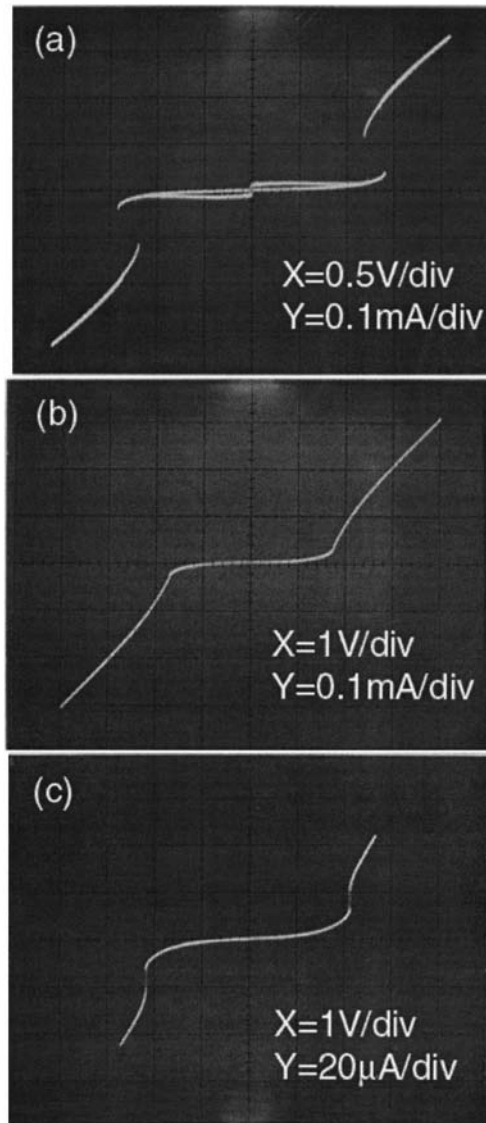 (a)
X=0.5V/div
Y=0.1mA/div
(b)
X=1V/div
Y=0.1mA/div
(c)
X=1V/div
Y=20μA/div